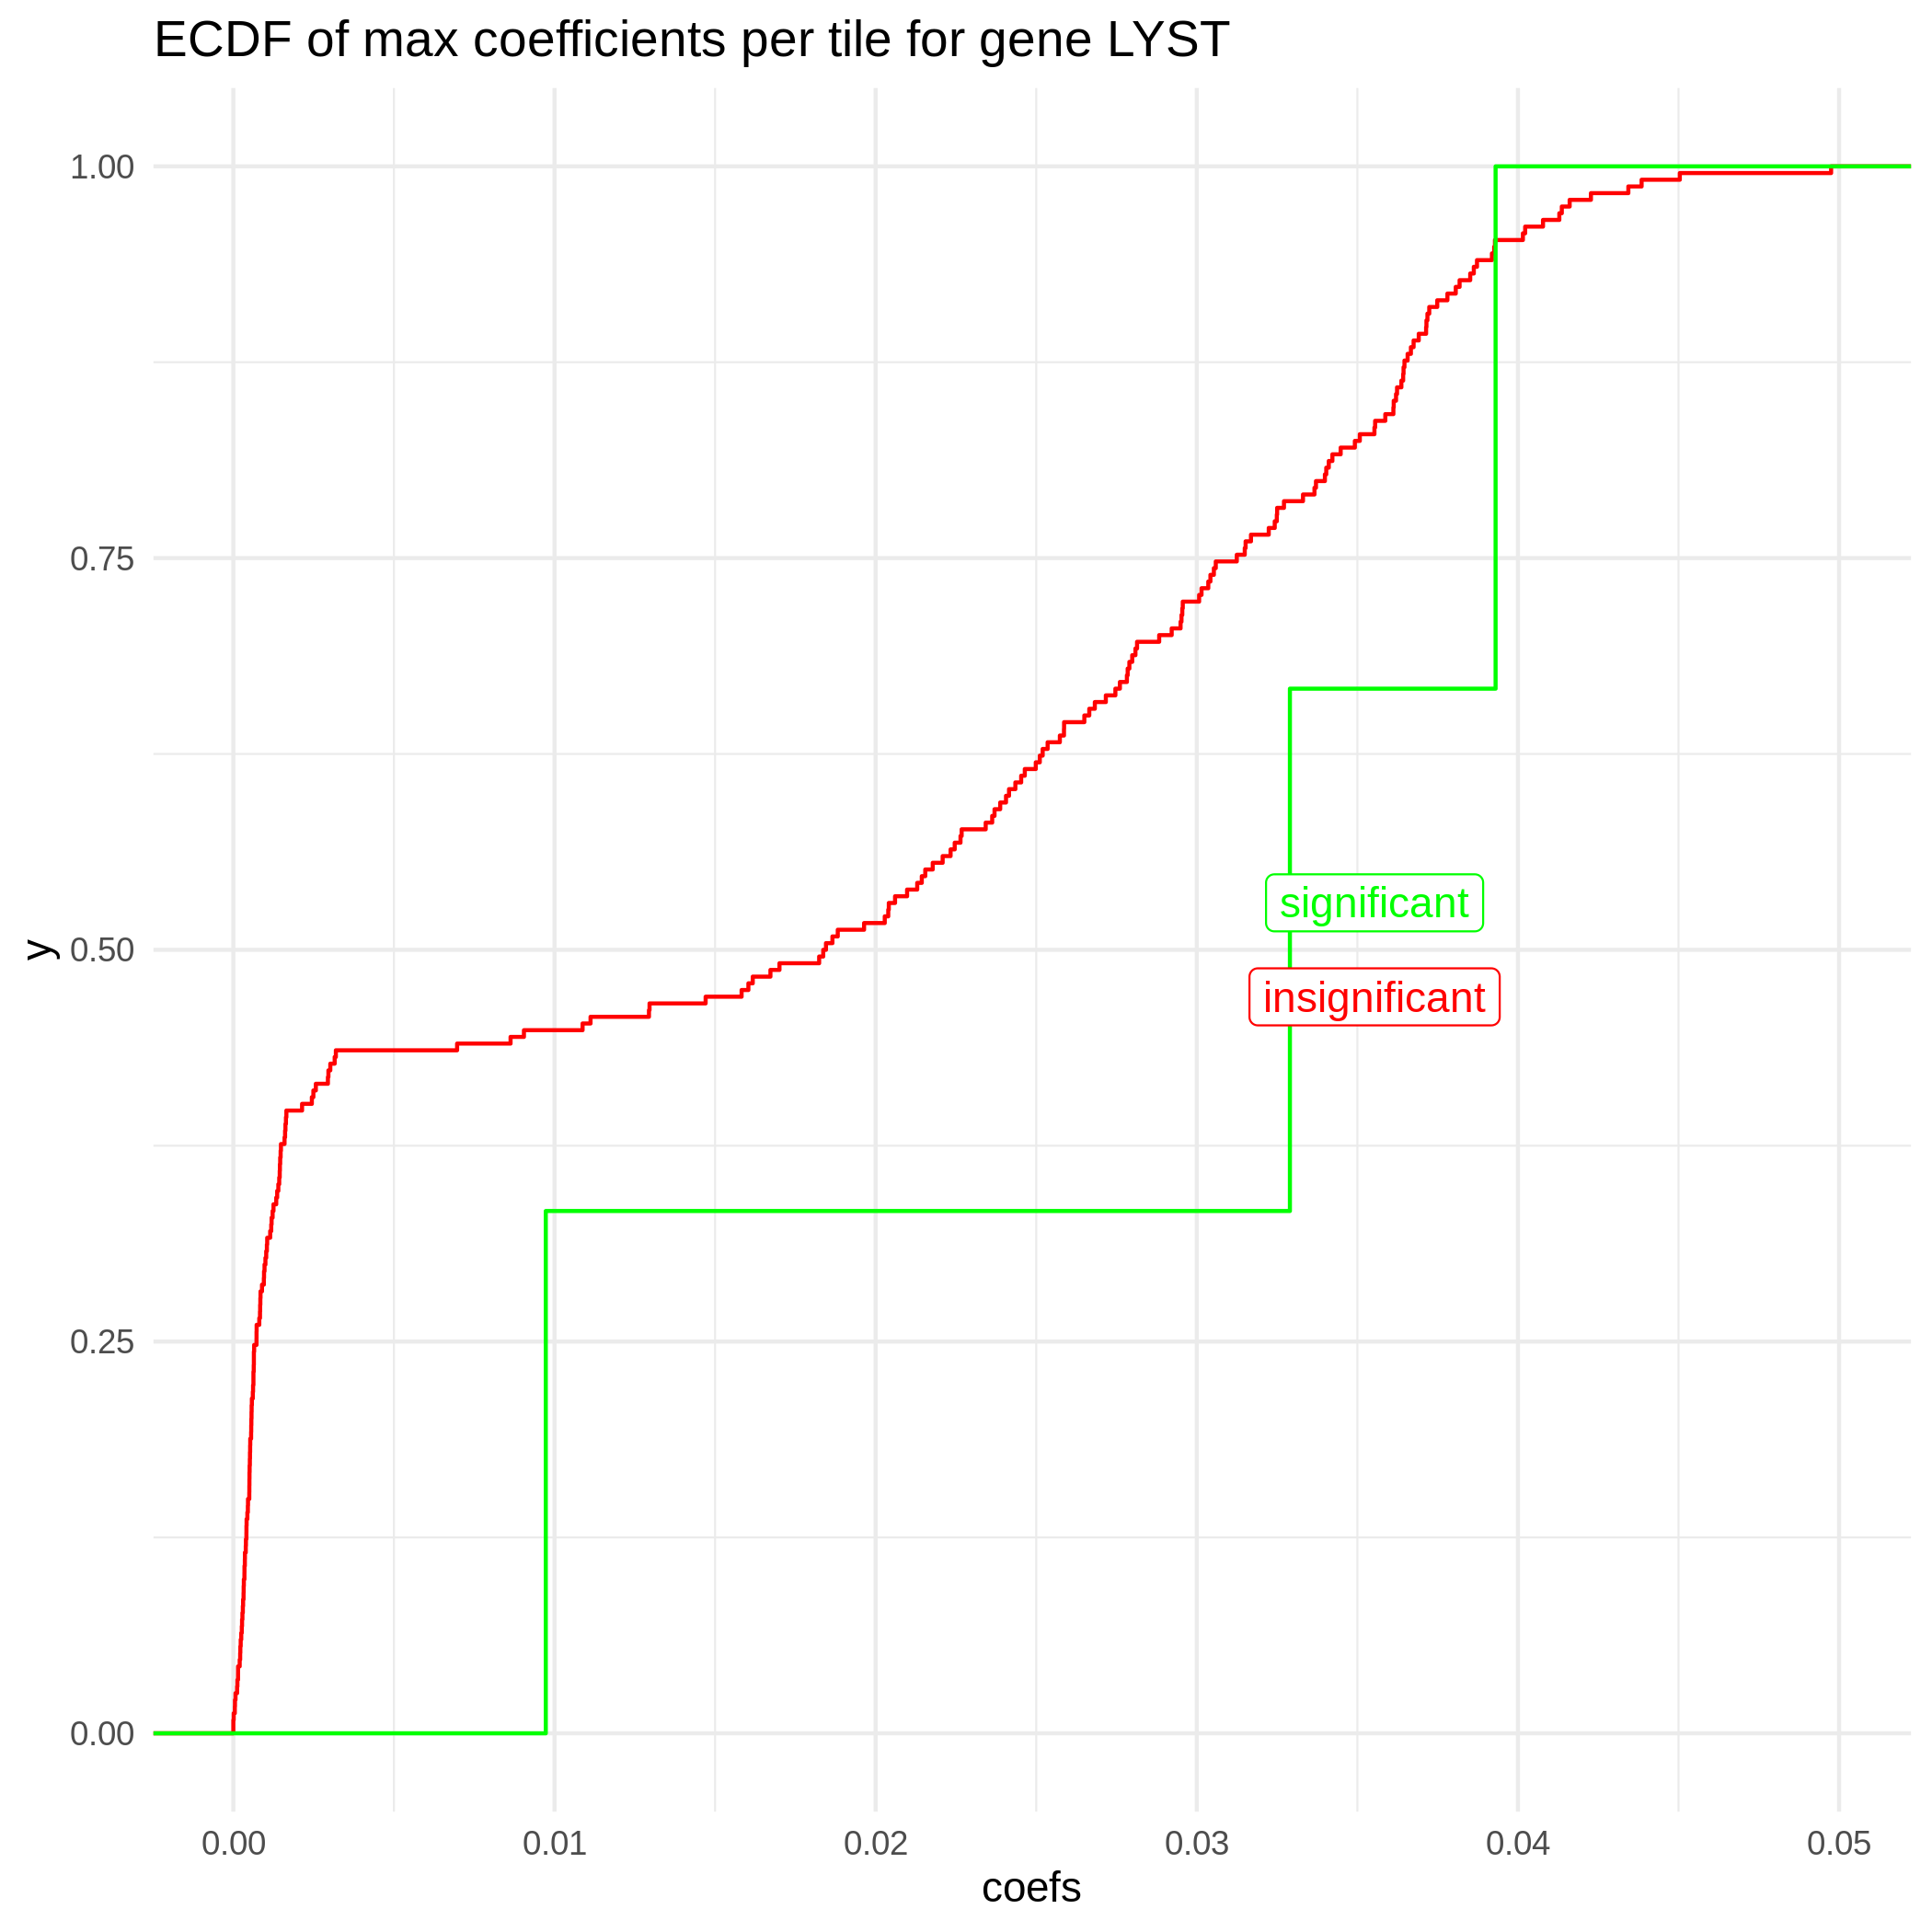 ECDF of max coefficients per tile for gene LYST
1.00
0.75
0.50
0.25
0.00
y
significant
insignificant
0.00 0.01 0.02 0.03 0.04 0.05
coefs